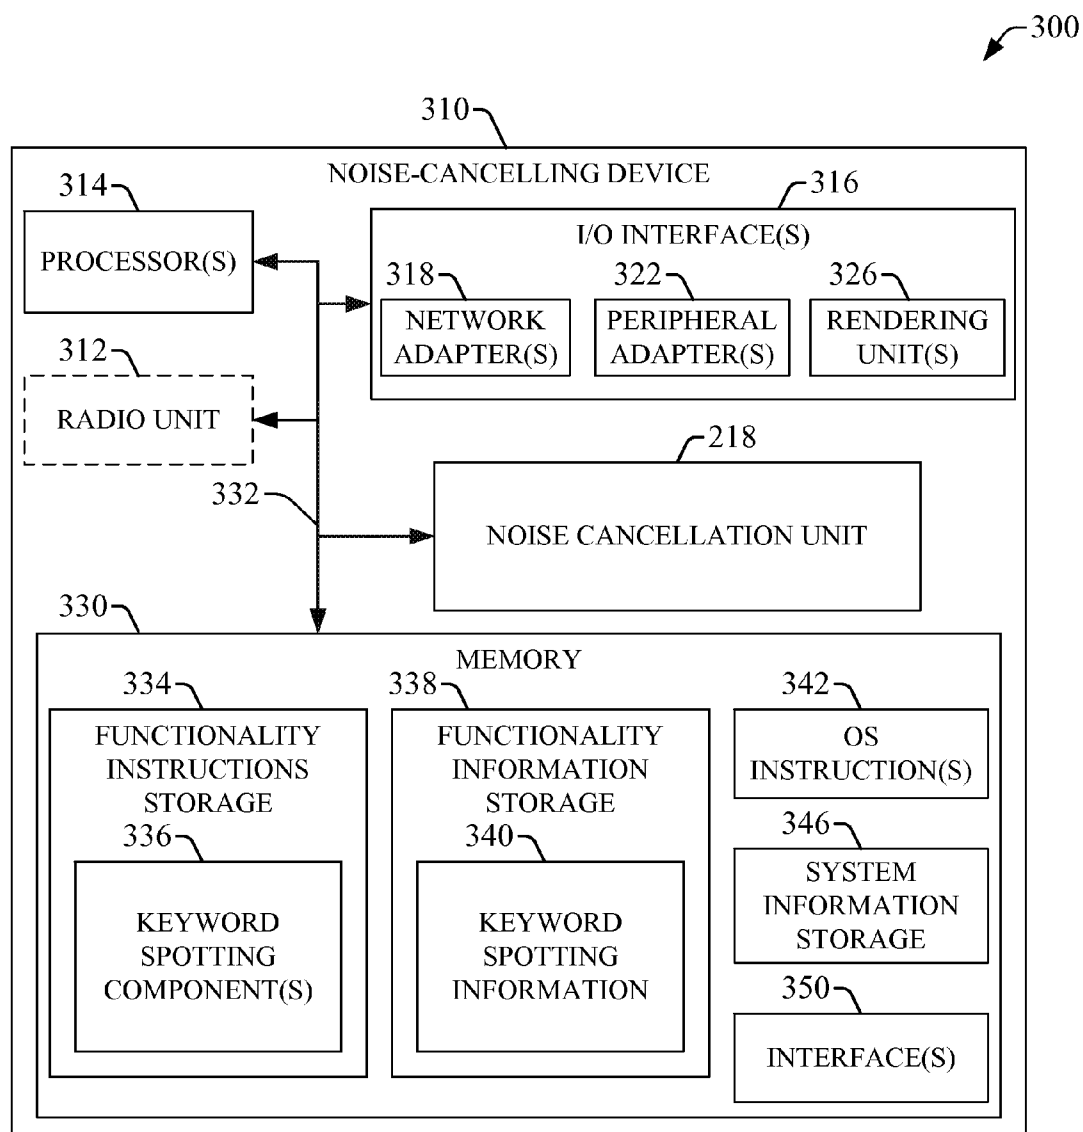 300
310
NOISE-CANCELLING DEVICE
314
PROCESSOR(S)
316
I/O INTERFACE(S)
318
NETWORK
ADAPTER(S)
322
PERIPHERAL
ADAPTER(S)
326
RENDERING
UNIT(S)
312
RADIO UNIT
332
218
NOISE CANCELLATION UNIT
330
MEMORY
334
FUNCTIONALITY
INSTRUCTIONS
STORAGE
336
KEYWORD
SPOTTING
COMPONENT(S)
338
FUNCTIONALITY
INFORMATION
STORAGE
340
KEYWORD
SPOTTING
INFORMATION
342
OS
INSTRUCTION(S)
346
SYSTEM
INFORMATION
STORAGE
350
INTERFACE(S)